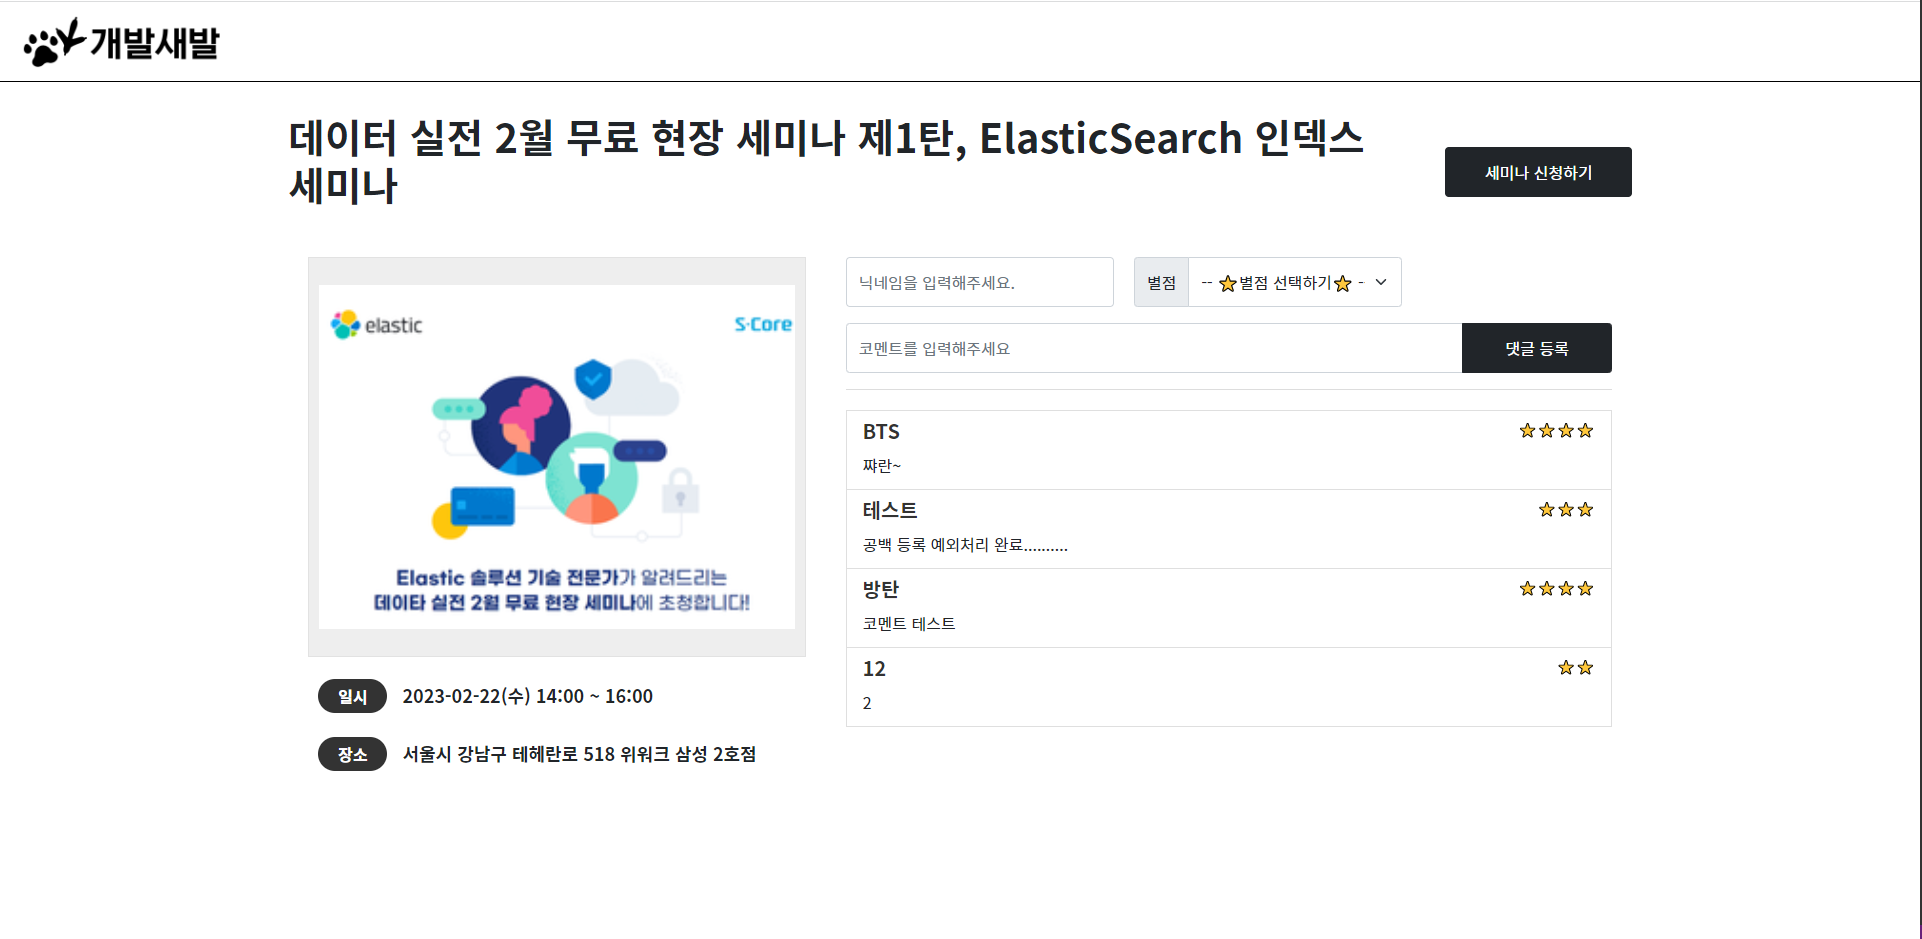 개발새발
데이터 실전 2월 무료 현장 세미나 제1탄, ElasticSearch 인덱스
세미나
세미나 신청하기
elastic
S-Core
Elastic 솔루션 기술 전문가가 알려드리는
데이타 실전 2월 무료 현장 세미나에 초청합니다!
일시
2023-02-22(수) 14:00 ~ 16:00
장소
서울시 강남구 테헤란로 518 위워크 삼성 2호점
닉네임을 입력해주세요.
별점
-- ⭐별점 선택하기⭐ -
코멘트를 입력해주세요
댓글 등록
BTS ⭐⭐⭐⭐
쨔란~
테스트 ⭐⭐⭐
공백 등록 예외처리 완료..........
방탄 ⭐⭐⭐⭐
코멘트 테스트
12 ⭐⭐
2